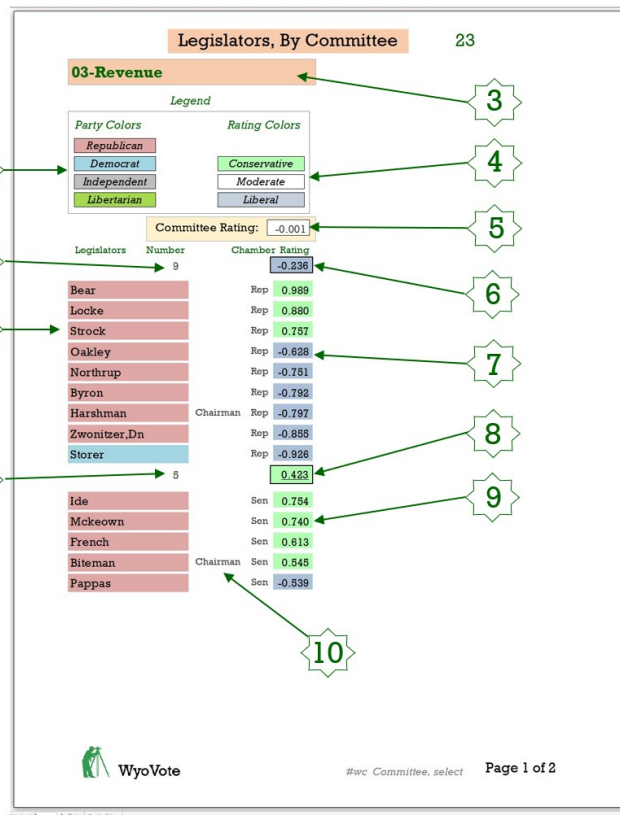 Legislators, By Committee 23
03-Revenue
3
Legend
Party Colors Rating Colors
Republican
Democrat Conservative
4
Independent Moderate
Libertarian Liberal
Committee Rating: -0.001
5
Legislators Number Chamber Rating
9 -0.236
6
Bear Rep 0.989
Locke Rep 0.880
Strock Rep 0.757
Oakley Rep -0.628
7
Northrup Rep -0.751
Byron Rep -0.792
Harshman Chairman Rep -0.797
Zwonitzer,Dn Rep -0.855
8
Storer Rep -0.926
5 0.423
Ide Sen 0.754
9
Mckeown Sen 0.740
French Sen 0.613
Biteman Chairman Sen 0.545
Pappas Sen -0.539
10
WyoVote
#wc Committee, select Page 1 of 2